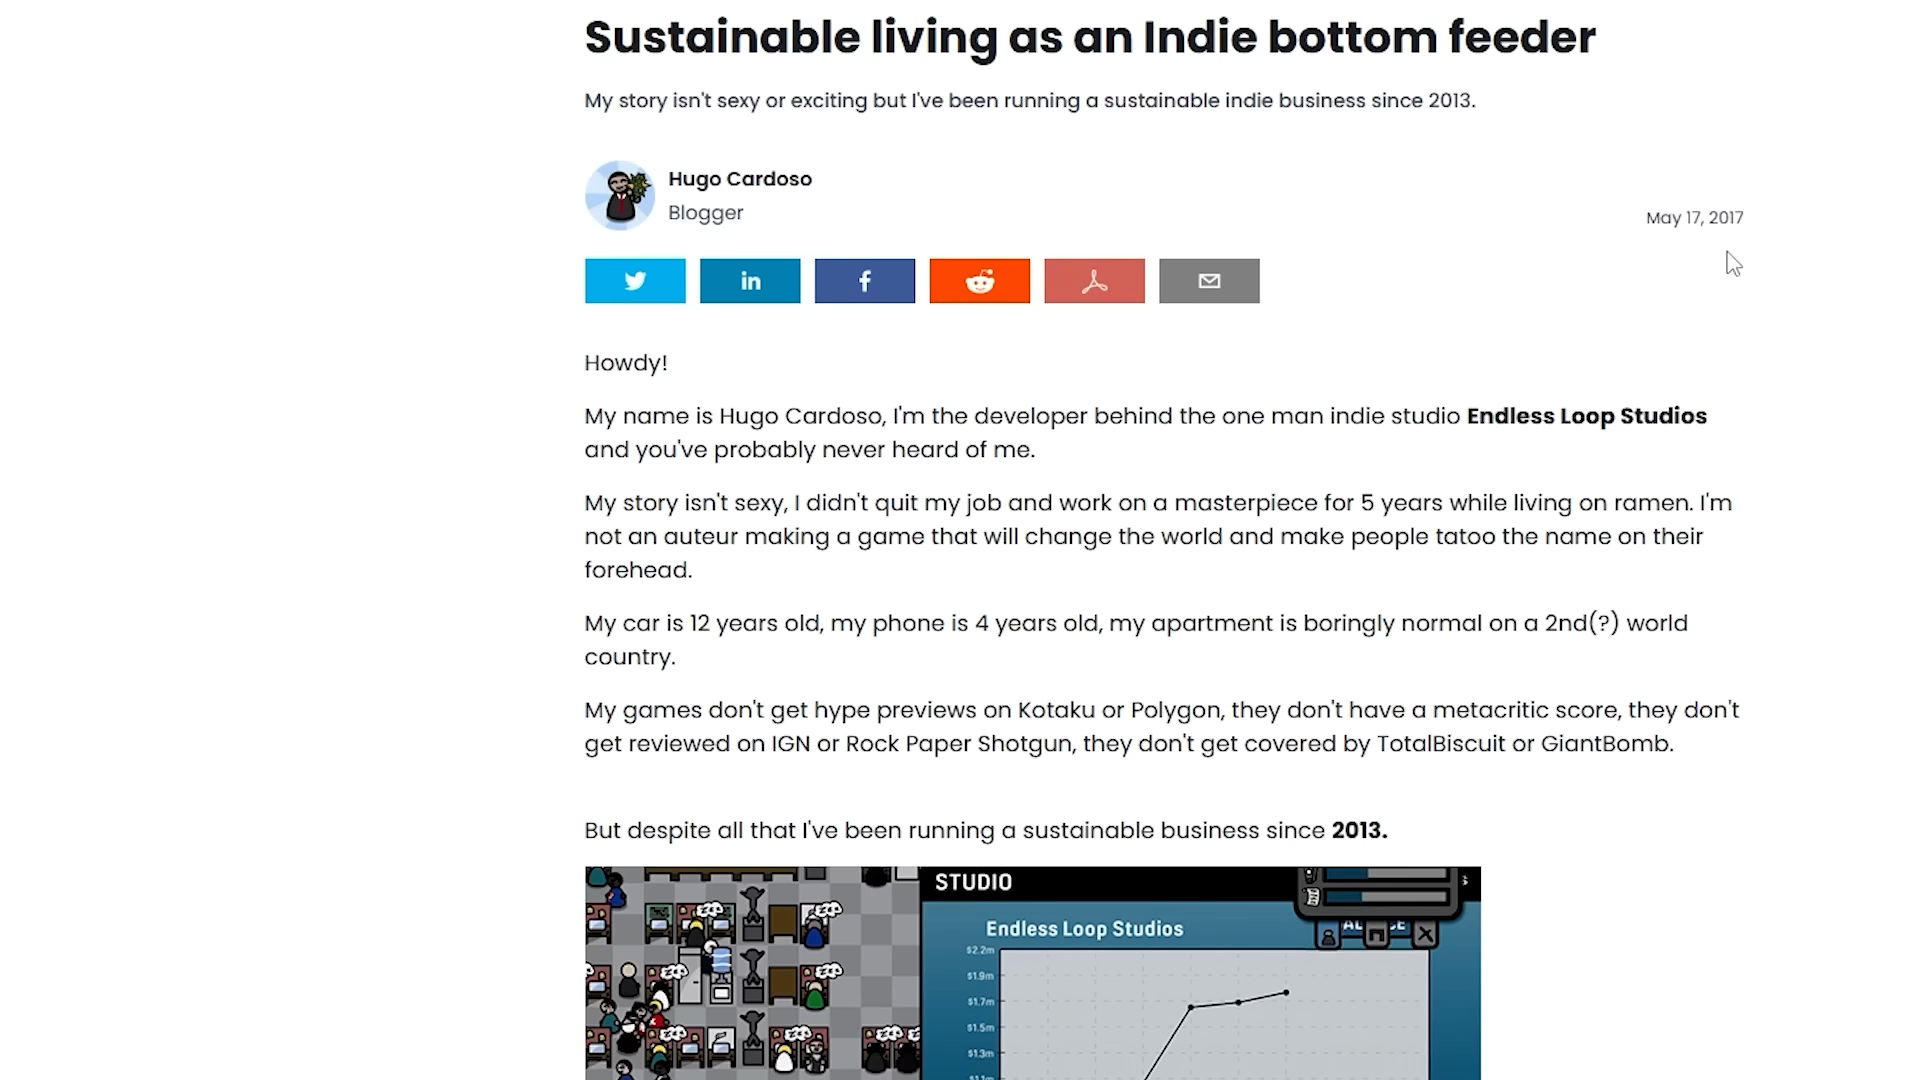 Sustainable living as an Indie bottom feeder
My story isn't sexy or exciting but I've been running a sustainable indie business since 2013.
Hugo Cardoso
Blogger
May 17, 2017
Howdy!
My name is Hugo Cardoso, I'm the developer behind the one man indie studio Endless Loop Studios
and you've probably never heard of me.
My story isn't sexy, I didn't quit my job and work on a masterpiece for 5 years while living on ramen. I'm
not an auteur making a game that will change the world and make people tatoo the name on their
forehead.
My car is 12 years old, my phone is 4 years old, my apartment is boringly normal on a 2nd(?) world
country.
My games don't get hype previews on Kotaku or Polygon, they don't have a metacritic score, they don't
get reviewed on IGN or Rock Paper Shotgun, they don't get covered by TotalBiscuit or GiantBomb.
But despite all that I've been running a sustainable business since 2013.
STUDIO
Endless Loop Studios
$2.2m
$1.9m
$1.7m
$1.5m
$1.3m